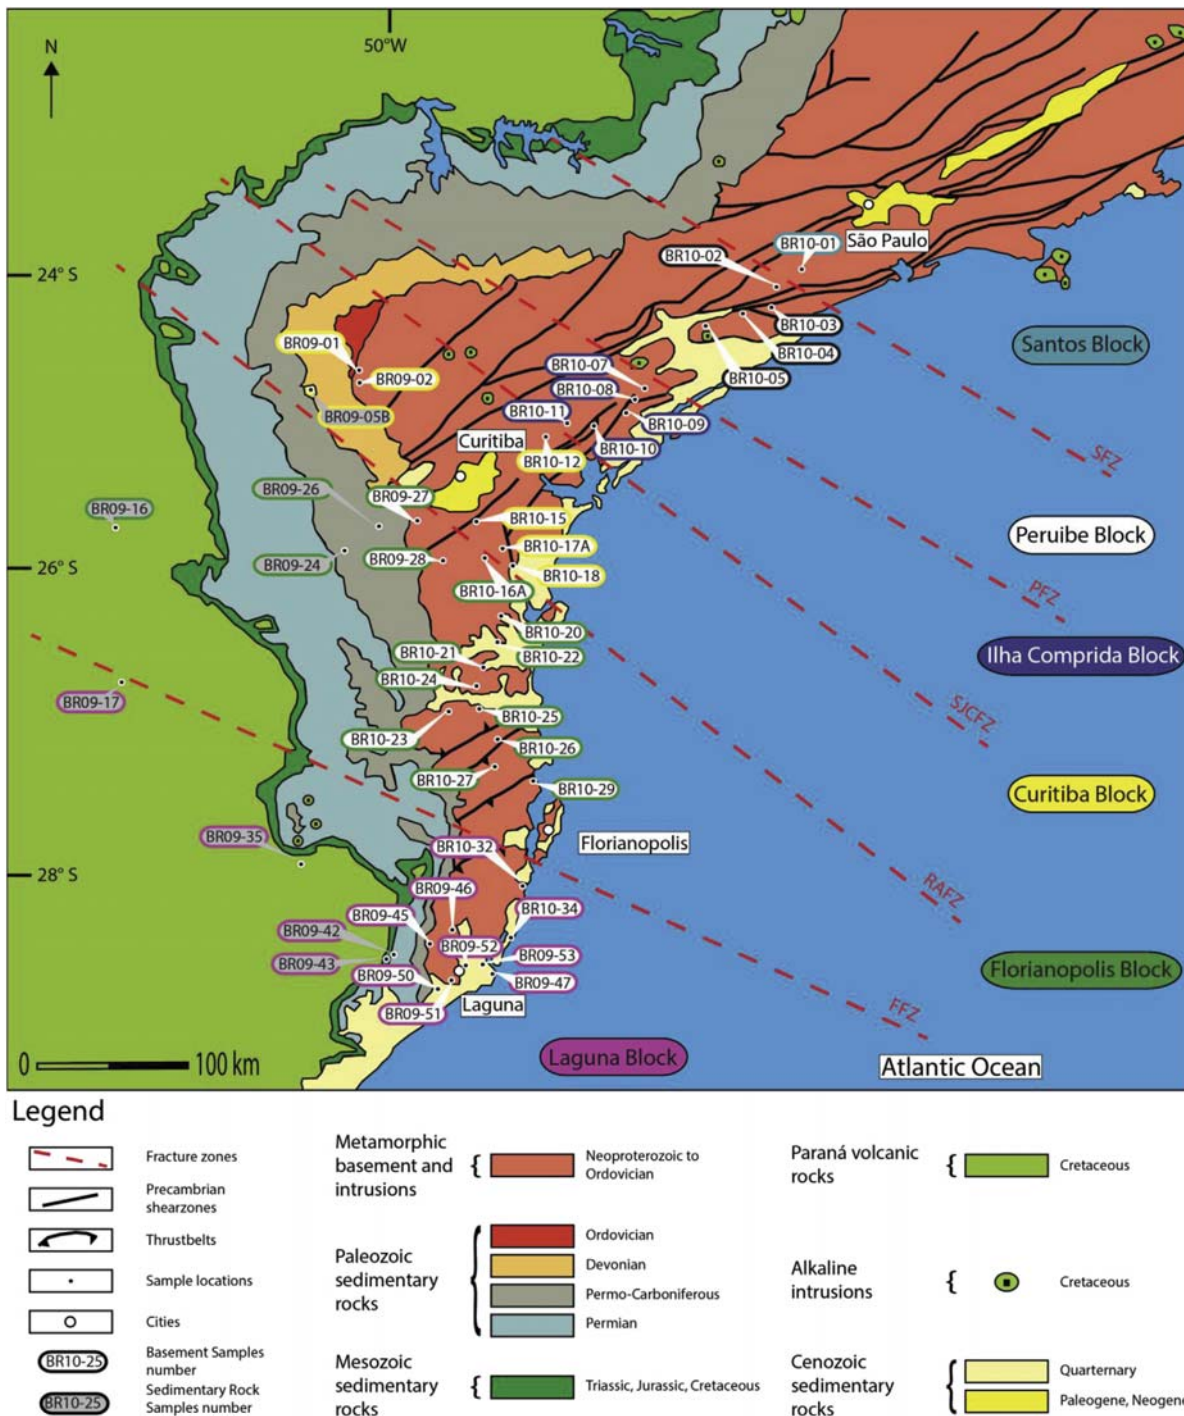 N
50°W
São Paulo
BR10-01
BR10-02
24° S
BR10-03
Santos Block
BR09-01
BR10-04
BR10-07
BR09-02
BR10-05
BR10-08
BR09-05B
BR10-11
BR10-09
Curitiba
BR10-10
SFZ
BR10-12
BR09-26
BR09-27
BR09-16
BR10-15
Peruibe Block
BR10-17A
BR09-24
BR09-28
26° S
BR10-18
BR10-16A
PFZ
BR10-20
BR10-21
BR10-22
Ilha Comprida Block
BR10-24
BR09-17
SJCFZ
BR10-25
BR10-23
BR10-26
BR10-27
BR10-29
Curitiba Block
BR09-35
Florianopolis
BR10-32
28° S
BR09-46
RAFZ
BR10-34
BR09-45
BR09-42
BR09-52
BR09-53
BR09-43
BR09-50
BR09-47
Florianopolis Block
Laguna
BR09-51
FFZ
Laguna Block
0 100 km
Atlantic Ocean
Legend
Fracture zones
Precambrian
shearzones
Thrustbelts
Sample locations
Cities
BR10-25
Basement Samples
number
BR10-25
Sedimentary Rock
Samples number
Metamorphic
basement and
intrusions
{
Neoproterozoic to
Ordovician
Paleozoic
sedimentary
rocks
{
Ordovician
Devonian
Permo-Carboniferous
Permian
Mesozoic
sedimentary
rocks
{
Triassic, Jurassic, Cretaceous
Paraná volcanic
rocks
{
Cretaceous
Alkaline
intrusions
{
Cretaceous
Cenozoic
sedimentary
rocks
{
Quarternary
Paleogene, Neogene